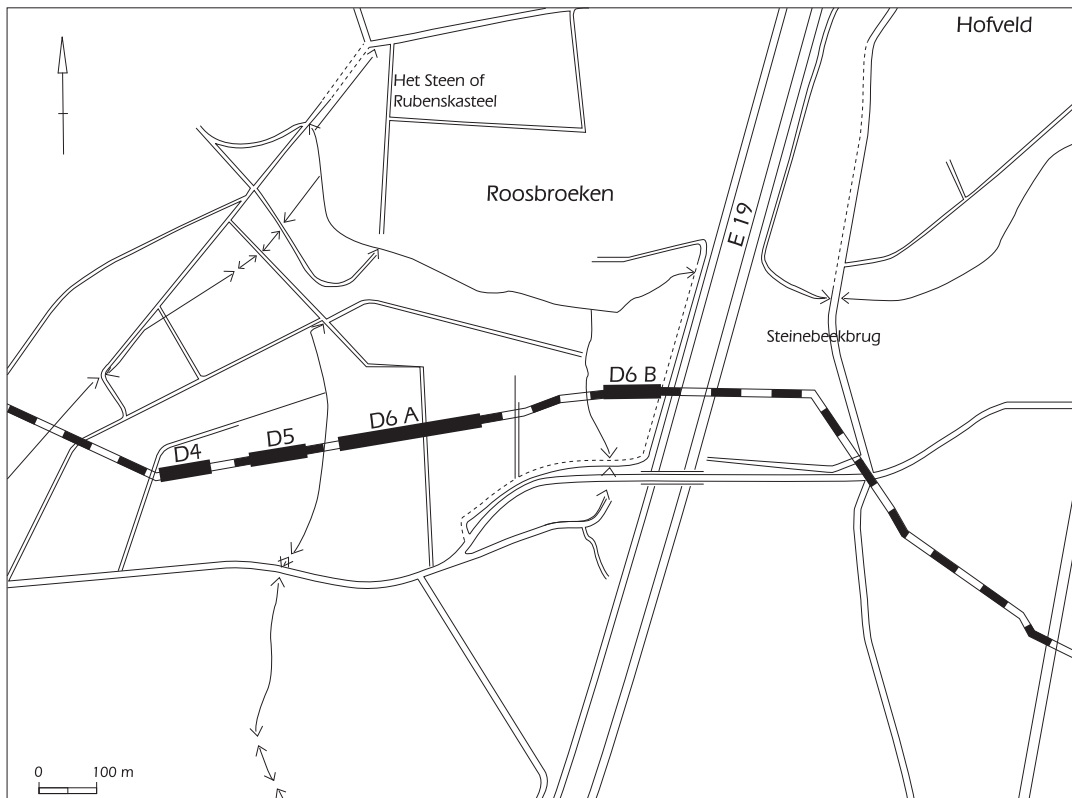 Hofveld
Het Steen of
Rubenskasteel
Roosbroeken
E 19
Steinebeekbrug
D6 B
D6 A
D5
D4
0 100 m